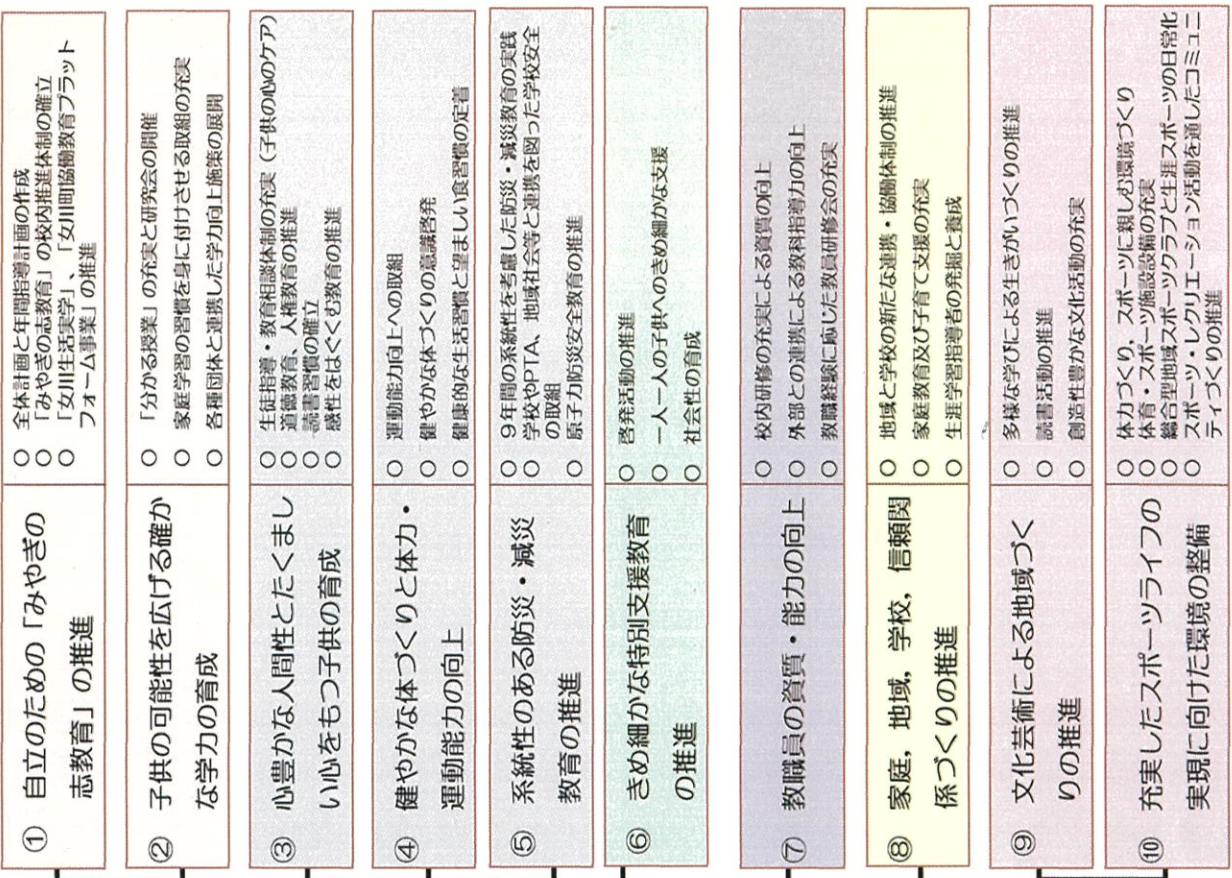 ① 自立のための「みやぎの
志教育」の推進
○ 全体計画と年間指導計画の作成
○ 「みやぎの志教育」の校内推進体制の確立
○ 「女川生活実学」、「女川町協働教育プラット
フォーム事業」の推進
② 子供の可能性を広げる確か
な学力の育成
○ 「分かる授業」の充実と研究会の開催
○ 家庭学習の習慣を身に付けさせる取組の充実
○ 各種団体と連携した学力向上施策の展開
③ 心豊かな人間性とたくまし
い心をもつ子供の育成
○ 生徒指導・教育相談体制の充実（子供の心のケア）
○ 道徳教育、人権教育の推進
○ 読書習慣の確立
○ 感性をはぐくむ教育の推進
④ 健やかな体づくりと体力・
運動能力の向上
○ 運動能力向上への取組
○ 健やかな体づくりの意識啓発
○ 健康的な生活習慣と望ましい食習慣の定着
⑤ 系統性のある防災・減災
教育の推進
○ ９年間の系統性を考慮した防災・減災教育の実践
○ 学校やPTA、地域社会等と連携を図った学校安全
の取組
○ 原子力防災安全教育の推進
⑥ きめ細かな特別支援教育
の推進
○ 啓発活動の推進
○ 一人一人の子供へのきめ細かな支援
○ 社会性の育成
⑦ 教職員の資質・能力の向上
○ 校内研修の充実による資質の向上
○ 外部との連携による教科指導力の向上
○ 教職経験に応じた教員研修会の充実
⑧ 家庭，地域，学校，信頼関
係づくりの推進
○ 地域と学校の新たな連携・協働体制の推進
○ 家庭教育及び子育て支援の充実
○ 生涯学習指導者の発掘と養成
⑨ 文化芸術による地域づく
りの推進
○ 多様な学びによる生きがいづくりの推進
○ 読書活動の推進
○ 創造性豊かな文化活動の充実
⑩ 充実したスポーツライフの
実現に向けた環境の整備
○ 体力づくり，スポーツに親しむ環境づくり
○ 体育・スポーツ施設設備の充実
○ 総合型地域スポーツクラブと生涯スポーツの日常化
○ スポーツ・レクリエーション活動を通したコミュニ
ティづくりの推進